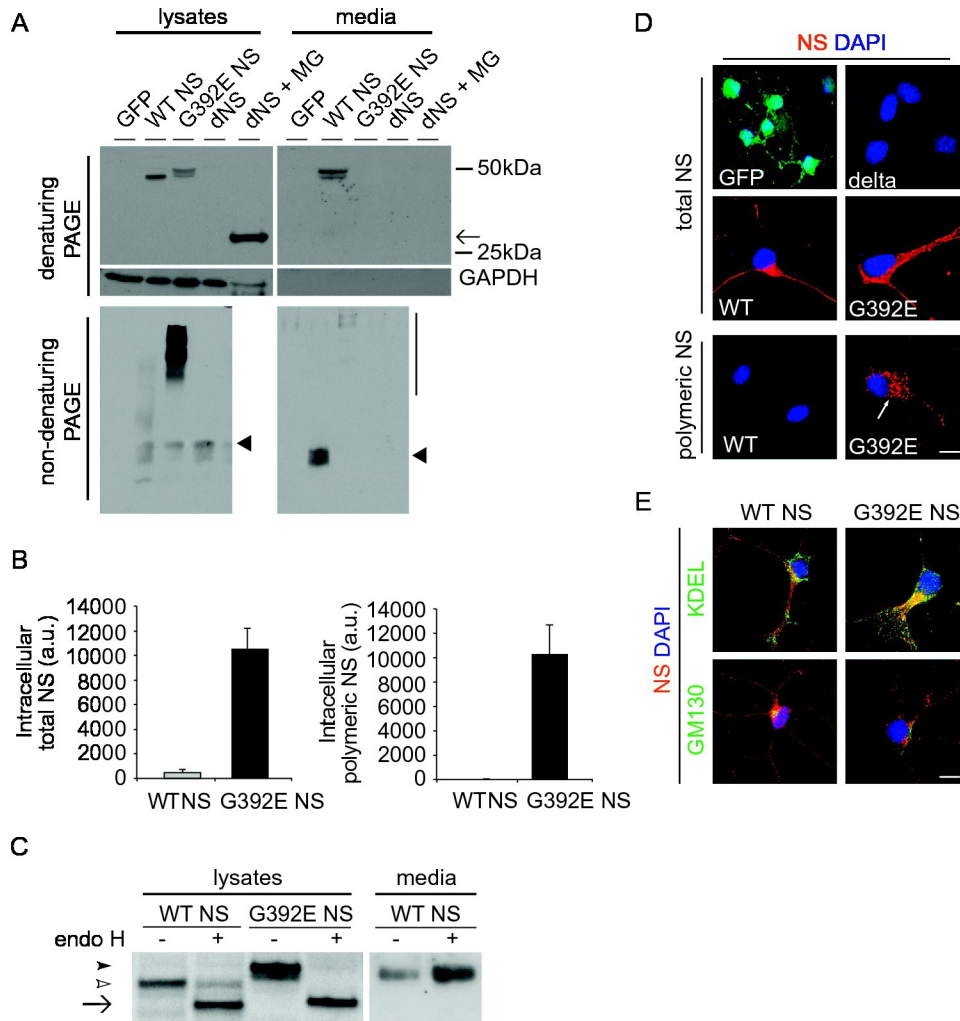 A
lysates
media
GFP
WT NS
G392E NS
dNS
dNS + MG
GFP
WT NS
G392E NS
dNS
dNS + MG
denaturing
PAGE
50kDa
25kDa
GAPDH
non-denaturing
PAGE
B
Intracellular
total NS (a.u.)
14000
12000
10000
8000
6000
4000
2000
0
WTNS G392E NS
Intacellular
polymeric NS (a.u.)
14000
12000
10000
8000
6000
4000
2000
0
WTNS G392E NS
C
lysates
media
WT NS
G392E NS
WT NS
endo H - + - + - +
D
NS DAPI
total NS
GFP
delta
WT
G392E
polymeric NS
WT
G392E
E
WT NS
G392E NS
NS DAPI
KDEL
GM130